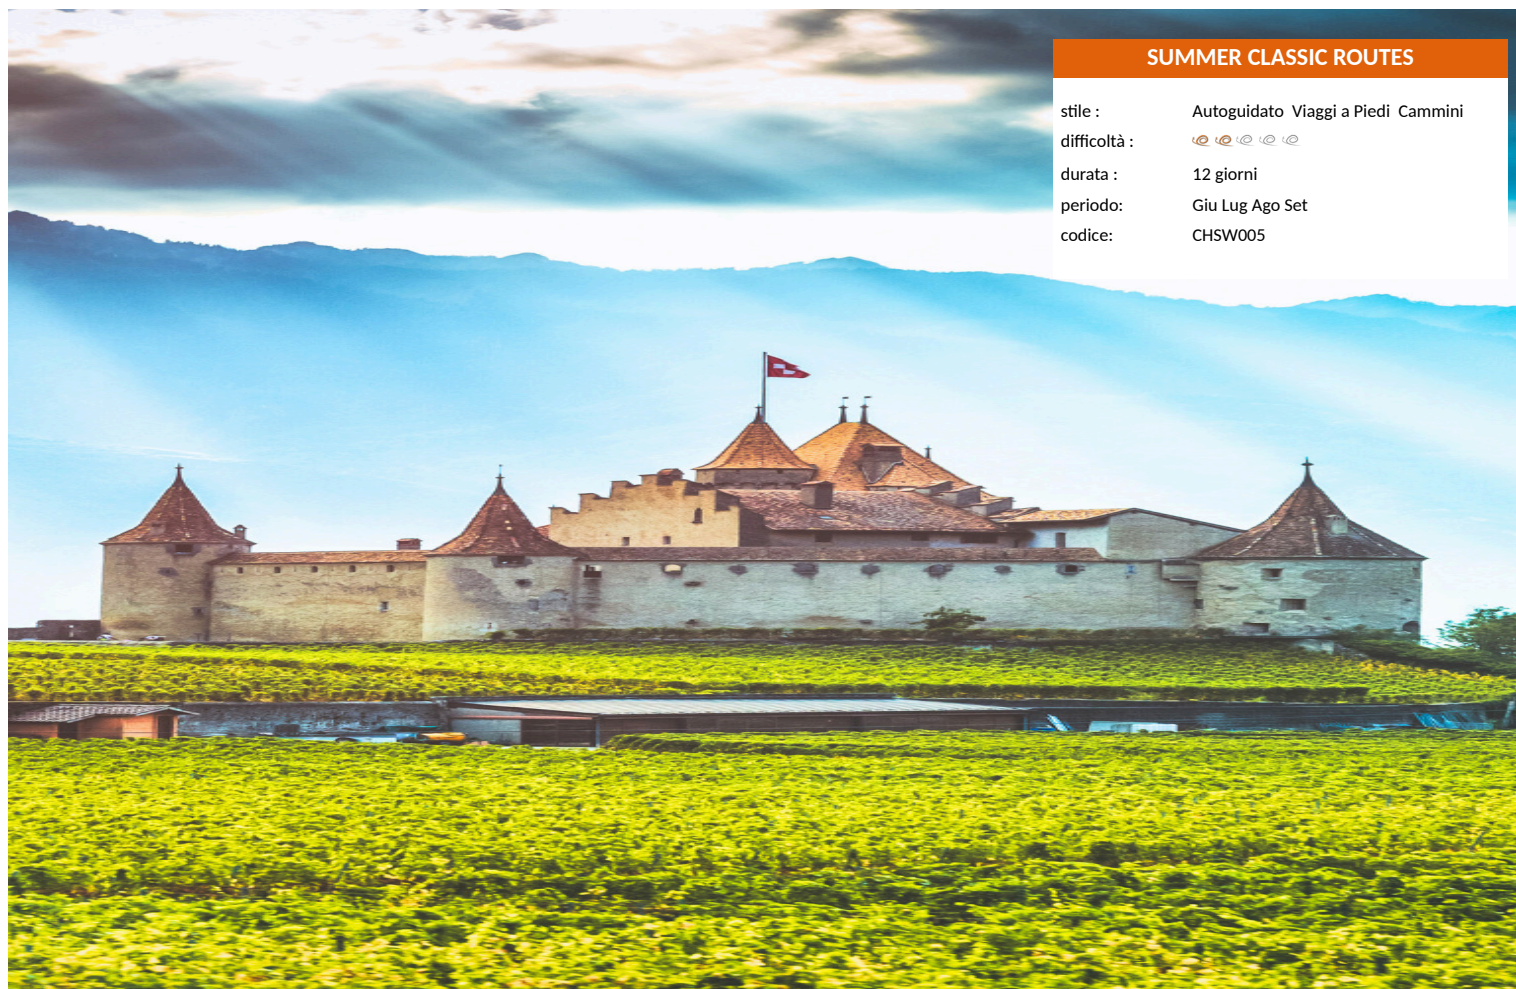 SUMMER CLASSIC ROUTES
stile : Autoguidato Viaggi a Piedi Cammini
difficoltà :
durata : 12 giorni
periodo: Giu Lug Ago Set
codice: CHSW005